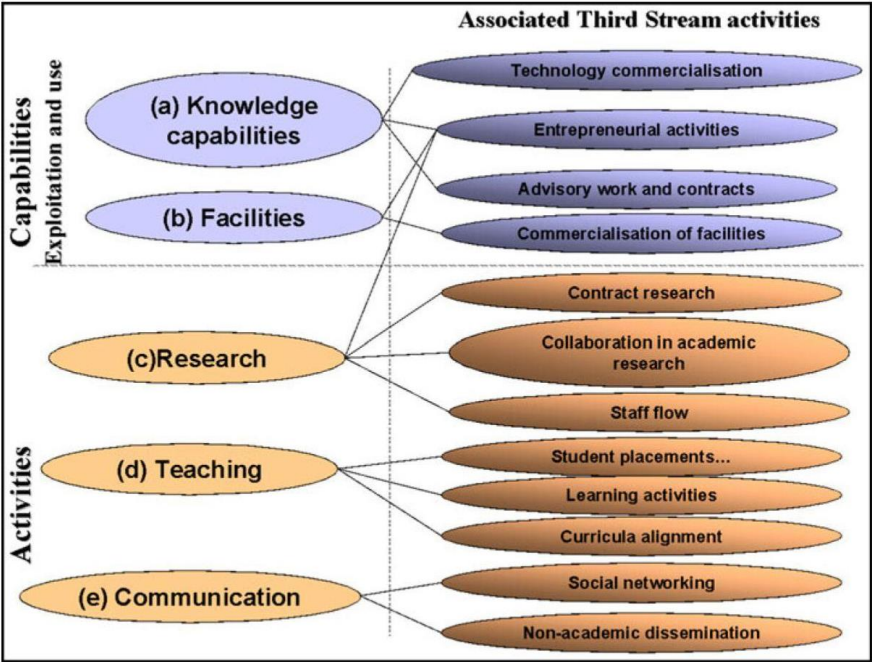 Associated Third Stream activities
Capabilities
Exploitation and use
(a) Knowledge
capabilities
Technology commercialisation
Entrepreneurial activities
Advisory work and contracts
(b) Facilities
Commercialisation of facilities
Activities
(c)Research
Contract research
Collaboration in academic
research
Staff flow
(d) Teaching
Student placements...
Learning activities
Curricula alignment
(e) Communication
Social networking
Non-academic dissemination